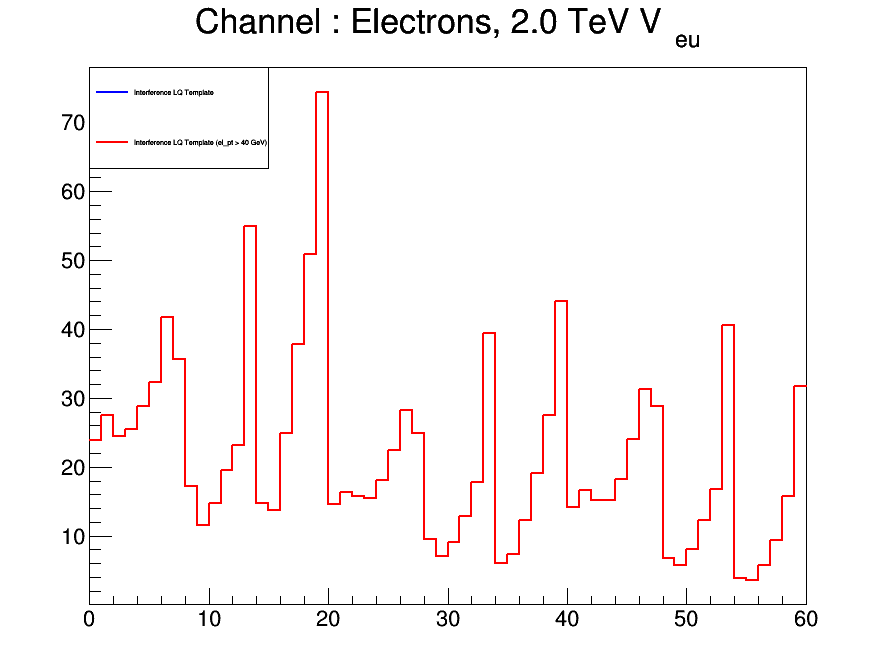 Channel : Electrons, 2.0 TeV V eu
Interference LQ Template
Interference LQ Template (el_pt > 40 GeV)
70
60
50
40
30
20
10
0 10 20 30 40 50 60